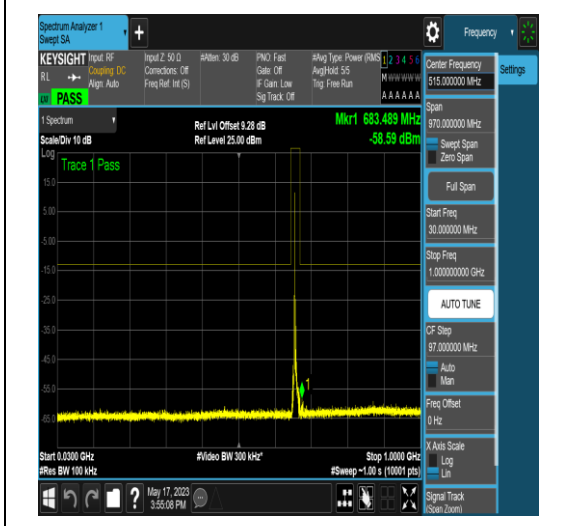 Spectrum Analyzer 1
Swept SA
+
Frequency
KEYSIGHT
RL
Input: RF
Coupling: DC
Align: Auto
Input Z: 50 Ω
Corrections: Off
Freq Ref: Int (S)
#Atten: 30 dB
PNO: Fast
Gate: Off
IF Gain: Low
Sig Track: Off
#Avg Type: Power (RMS
Avg|Hold: 5/5
Trig: Free Run
1 2 3 4 5 6
M W W W W W
A A A A A A
PASS
Settings
Center Frequency
515.000000 MHz
Span
970.000000 MHz
Swept Span
Zero Span
Full Span
Start Freq
30.000000 MHz
Stop Freq
1.000000000 GHz
AUTO TUNE
CF Step
97.000000 MHz
Auto
Man
Freq Offset
0 Hz
X Axis Scale
Log
Lin
Signal Track
(Span Zoom)
1 Spectrum
Scale/Div 10 dB
Ref Lvl Offset 9.28 dB
Ref Level 25.00 dBm
Mkr1 683.489 MHz
-58.59 dBm
Log
Trace 1 Pass
15.0
5.00
-5.00
-15.0
-25.0
-35.0
-45.0
-55.0
-65.0
1
Start 0.0300 GHz
#Res BW 100 kHz
#Video BW 300 kHz*
Stop 1.0000 GHz
#Sweep ~1.00 s (10001 pts)
?
May 17, 2023
3:55:08 PM